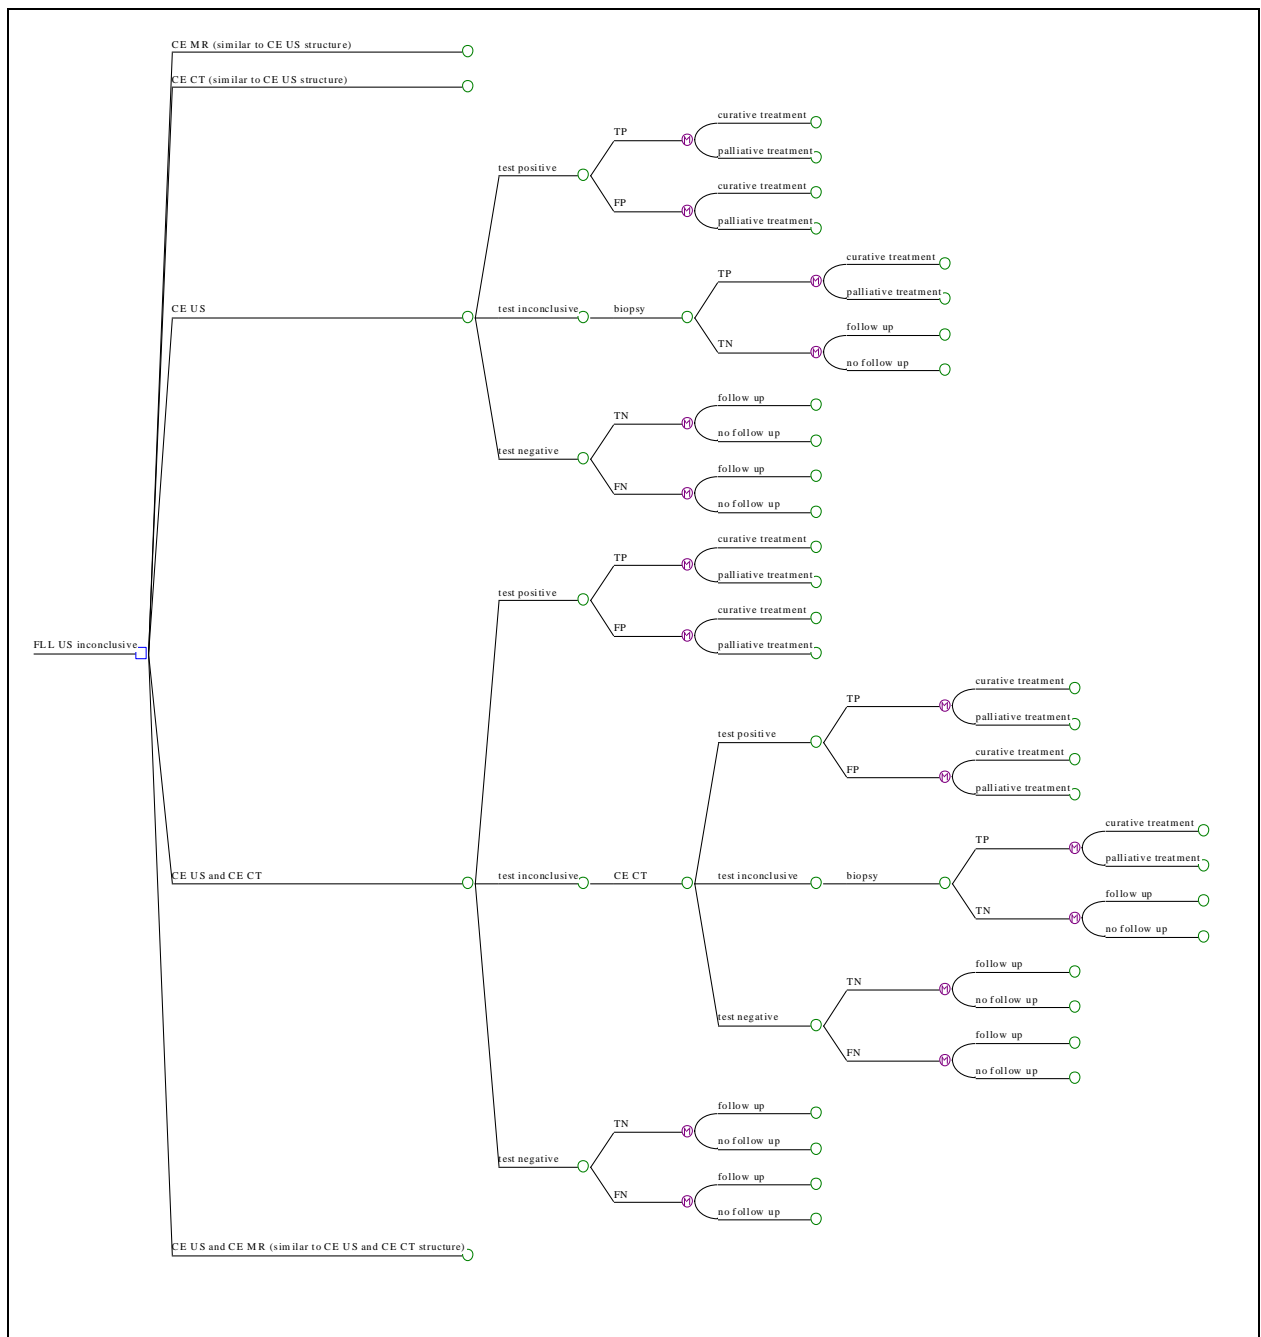 CE MR (similar to CE US structure)
CE CT (similar to CE US structure)
curative treatment
TP
M
palliative treatment
test positive
curative treatment
FP
M
palliative treatment
curative treatment
TP
M
palliative treatment
CE US
test inconclusive
biopsy
follow up
TN
M
no follow up
follow up
TN
M
no follow up
test negative
follow up
FN
M
no follow up
curative treatment
TP
M
palliative treatment
test positive
curative treatment
FP
M
palliative treatment
FLL US inconclusive
curative treatment
TP
M
palliative treatment
test positive
curative treatment
FP
M
palliative treatment
curative treatment
TP
M
palliative treatment
CE US and CE CT
test inconclusive
CE CT
test inconclusive
biopsy
follow up
TN
M
no follow up
follow up
TN
M
no follow up
test negative
follow up
FN
M
no follow up
follow up
TN
M
no follow up
test negative
follow up
FN
M
no follow up
CE US and CE MR (similar to CE US and CE CT structure)